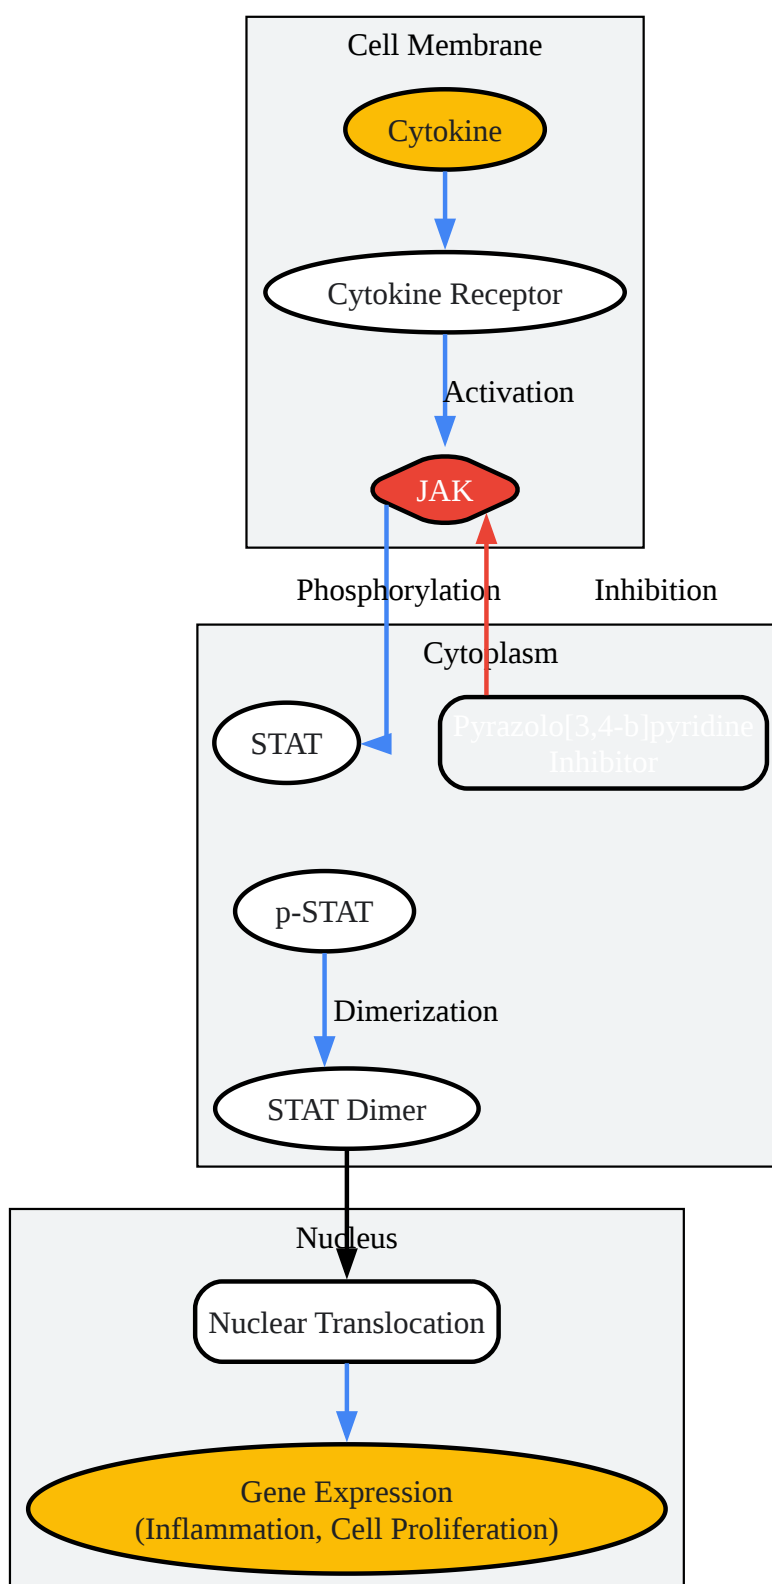 Cell Membrane
Cytokine
Cytokine Receptor
Activation
JAK
Phosphorylation
Inhibition
Cytoplasm
STAT
Pyrazolo[3,4-b]pyridine
Inhibitor
p-STAT
Dimerization
STAT Dimer
Nucleus
Nuclear Translocation
Gene Expression
(Inflammation, Cell Proliferation)